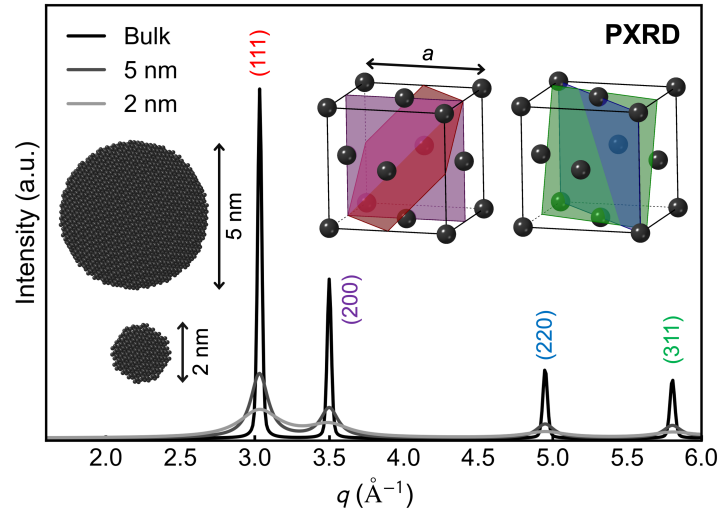 Bulk
5 nm
2 nm
(111)
a
PXRD
5 nm
2 nm
(200)
(220)
(311)
Intensity (a.u.)
2.0 2.5 3.0 3.5 4.0 4.5 5.0 5.5 6.0
q (Å⁻¹)